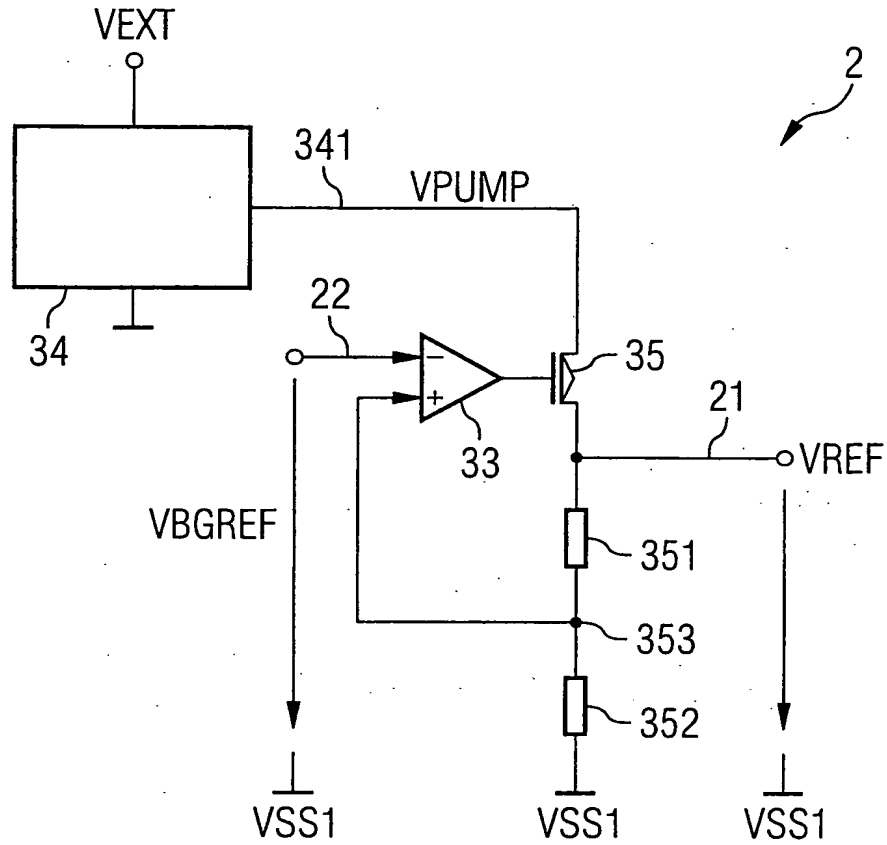 VEXT
2
341
VPUMP
34
22
−
+
33
35
21
VREF
VBGREF
351
353
352
VSS1
VSS1
VSS1